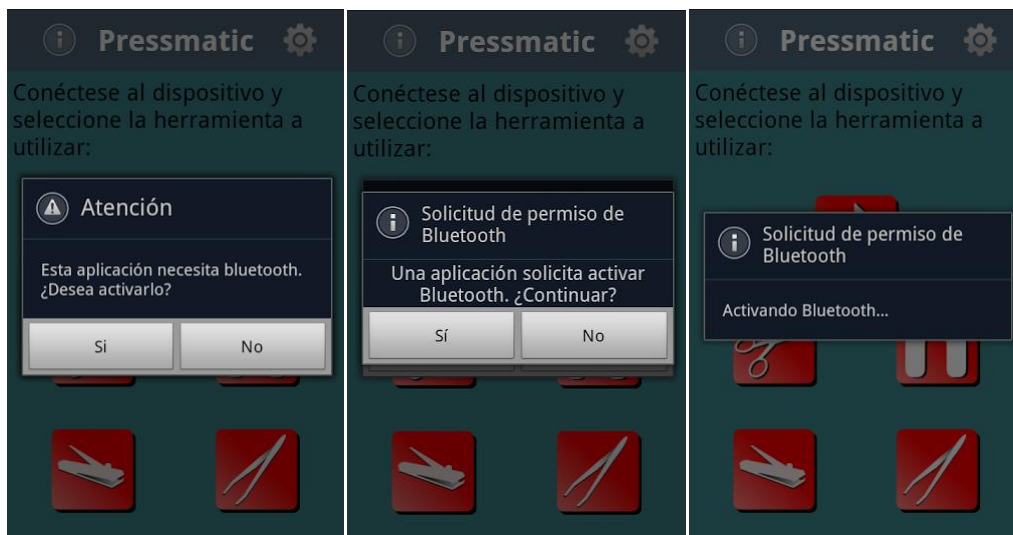 Pressmatic
Conéctese al dispositivo y
seleccione la herramienta a
utilizar:
Atención
Esta aplicación necesita bluetooth.
¿Desea activarlo?
Si
No
Pressmatic
Conéctese al dispositivo y
seleccione la herramienta a
utilizar:
Solicitud de permiso de
Bluetooth
Una aplicación solicita activar
Bluetooth. ¿Continuar?
Sí
No
Pressmatic
Conéctese al dispositivo y
seleccione la herramienta a
utilizar:
Solicitud de permiso de
Bluetooth
Activando Bluetooth...